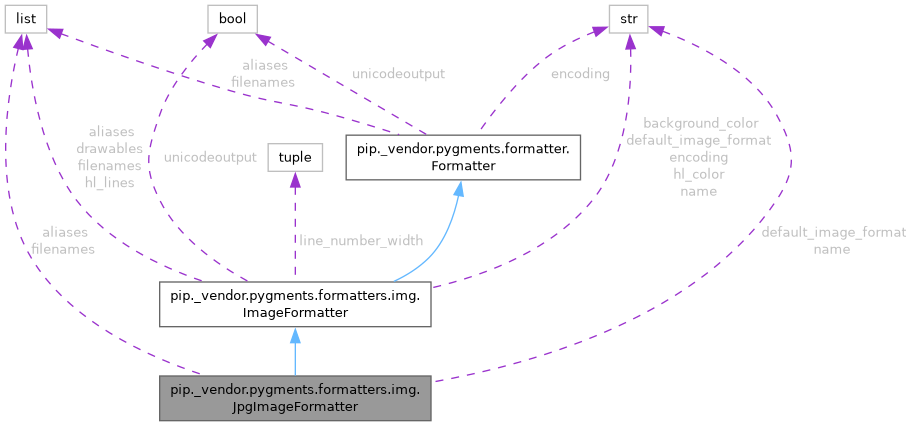 list
bool
str
aliases
filenames
unicodeoutput
encoding
aliases
drawables
filenames
hl_lines
unicodeoutput
tuple
pip._vendor.pygments.formatter.
Formatter
background_color
default_image_format
encoding
hl_color
name
aliases
filenames
line_number_width
default_image_format
name
pip._vendor.pygments.formatters.img.
ImageFormatter
pip._vendor.pygments.formatters.img.
JpgImageFormatter